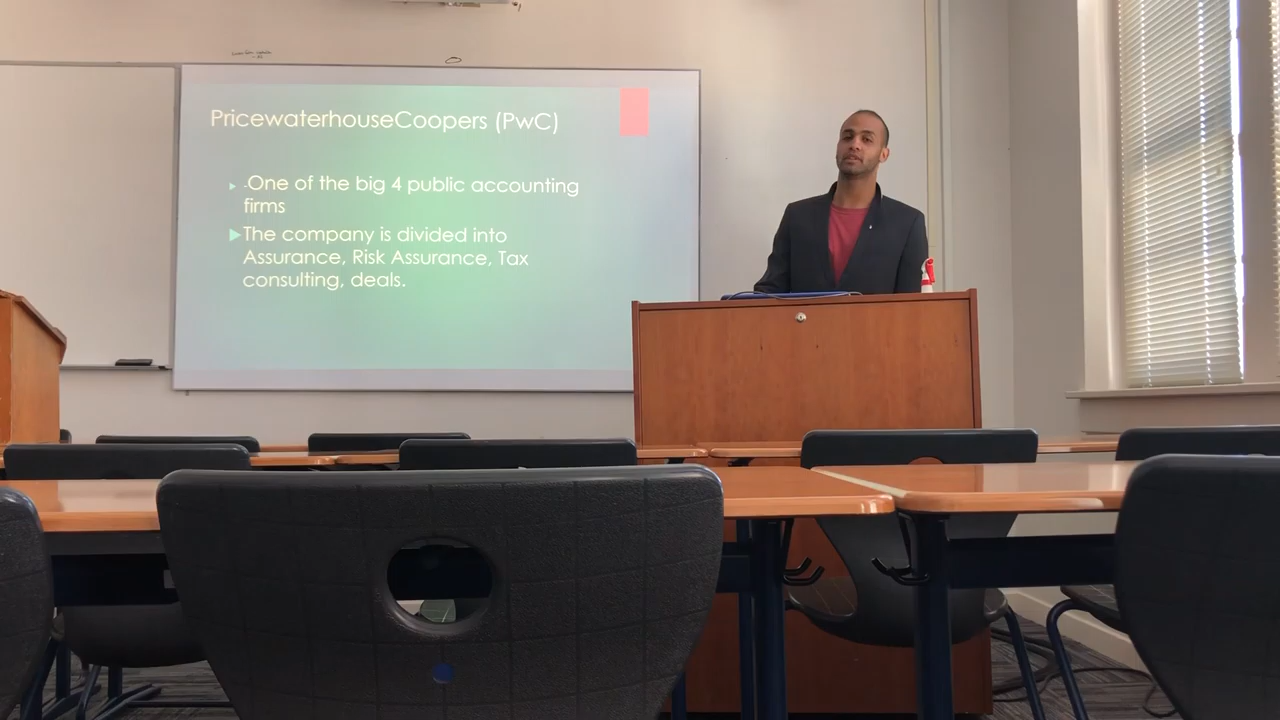 PricewaterhouseCoopers (PwC)
-One of the big 4 public accounting
firms
The company is divided into
Assurance, Risk Assurance, Tax
consulting, deals.